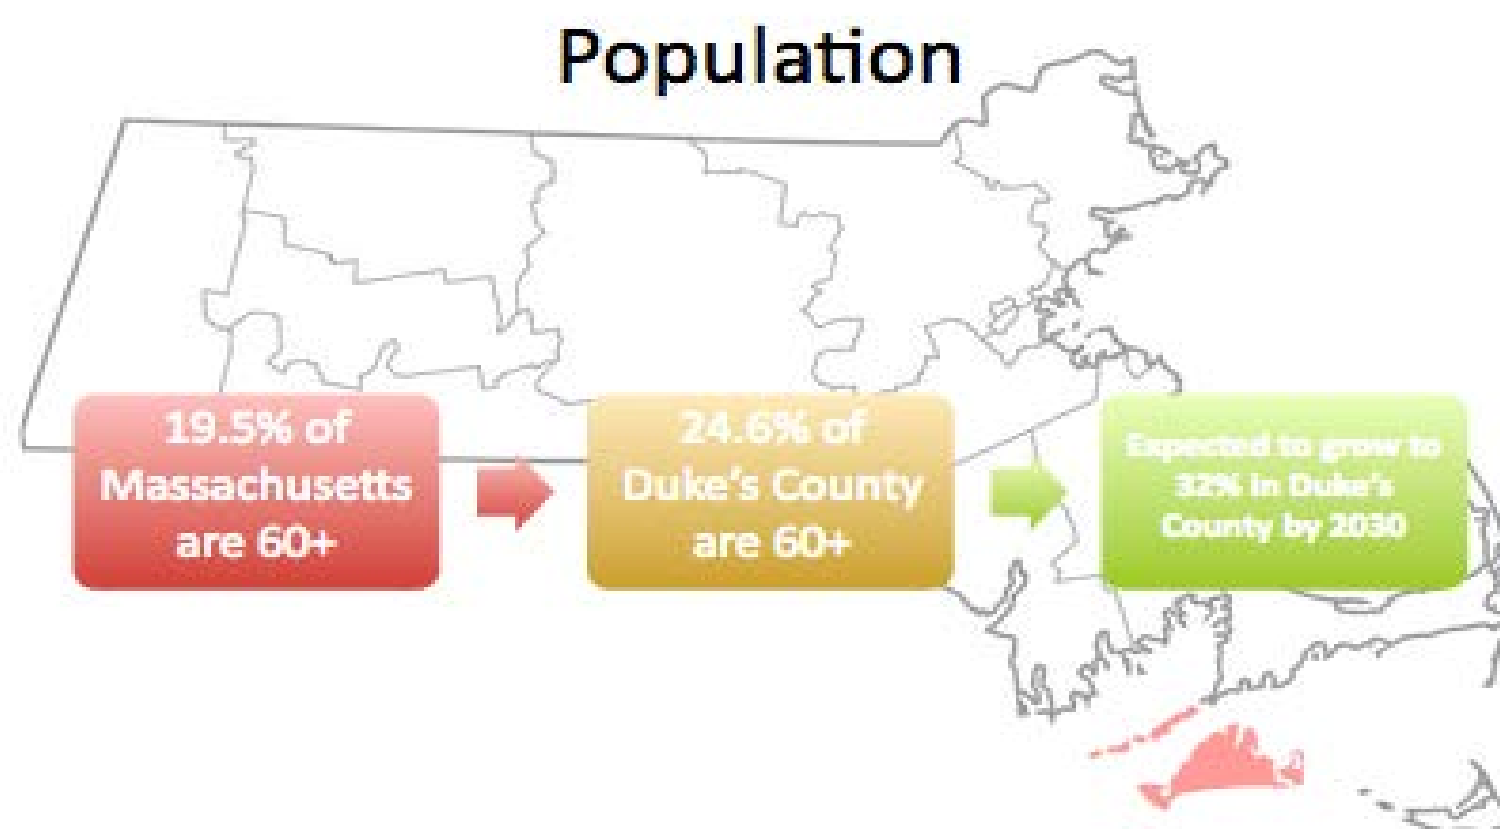 Population
19.5% of
Massachusetts
are 60+
24.6% of
Duke's County
are 60+
Expected to grow to
32% in Duke's
County by 2030